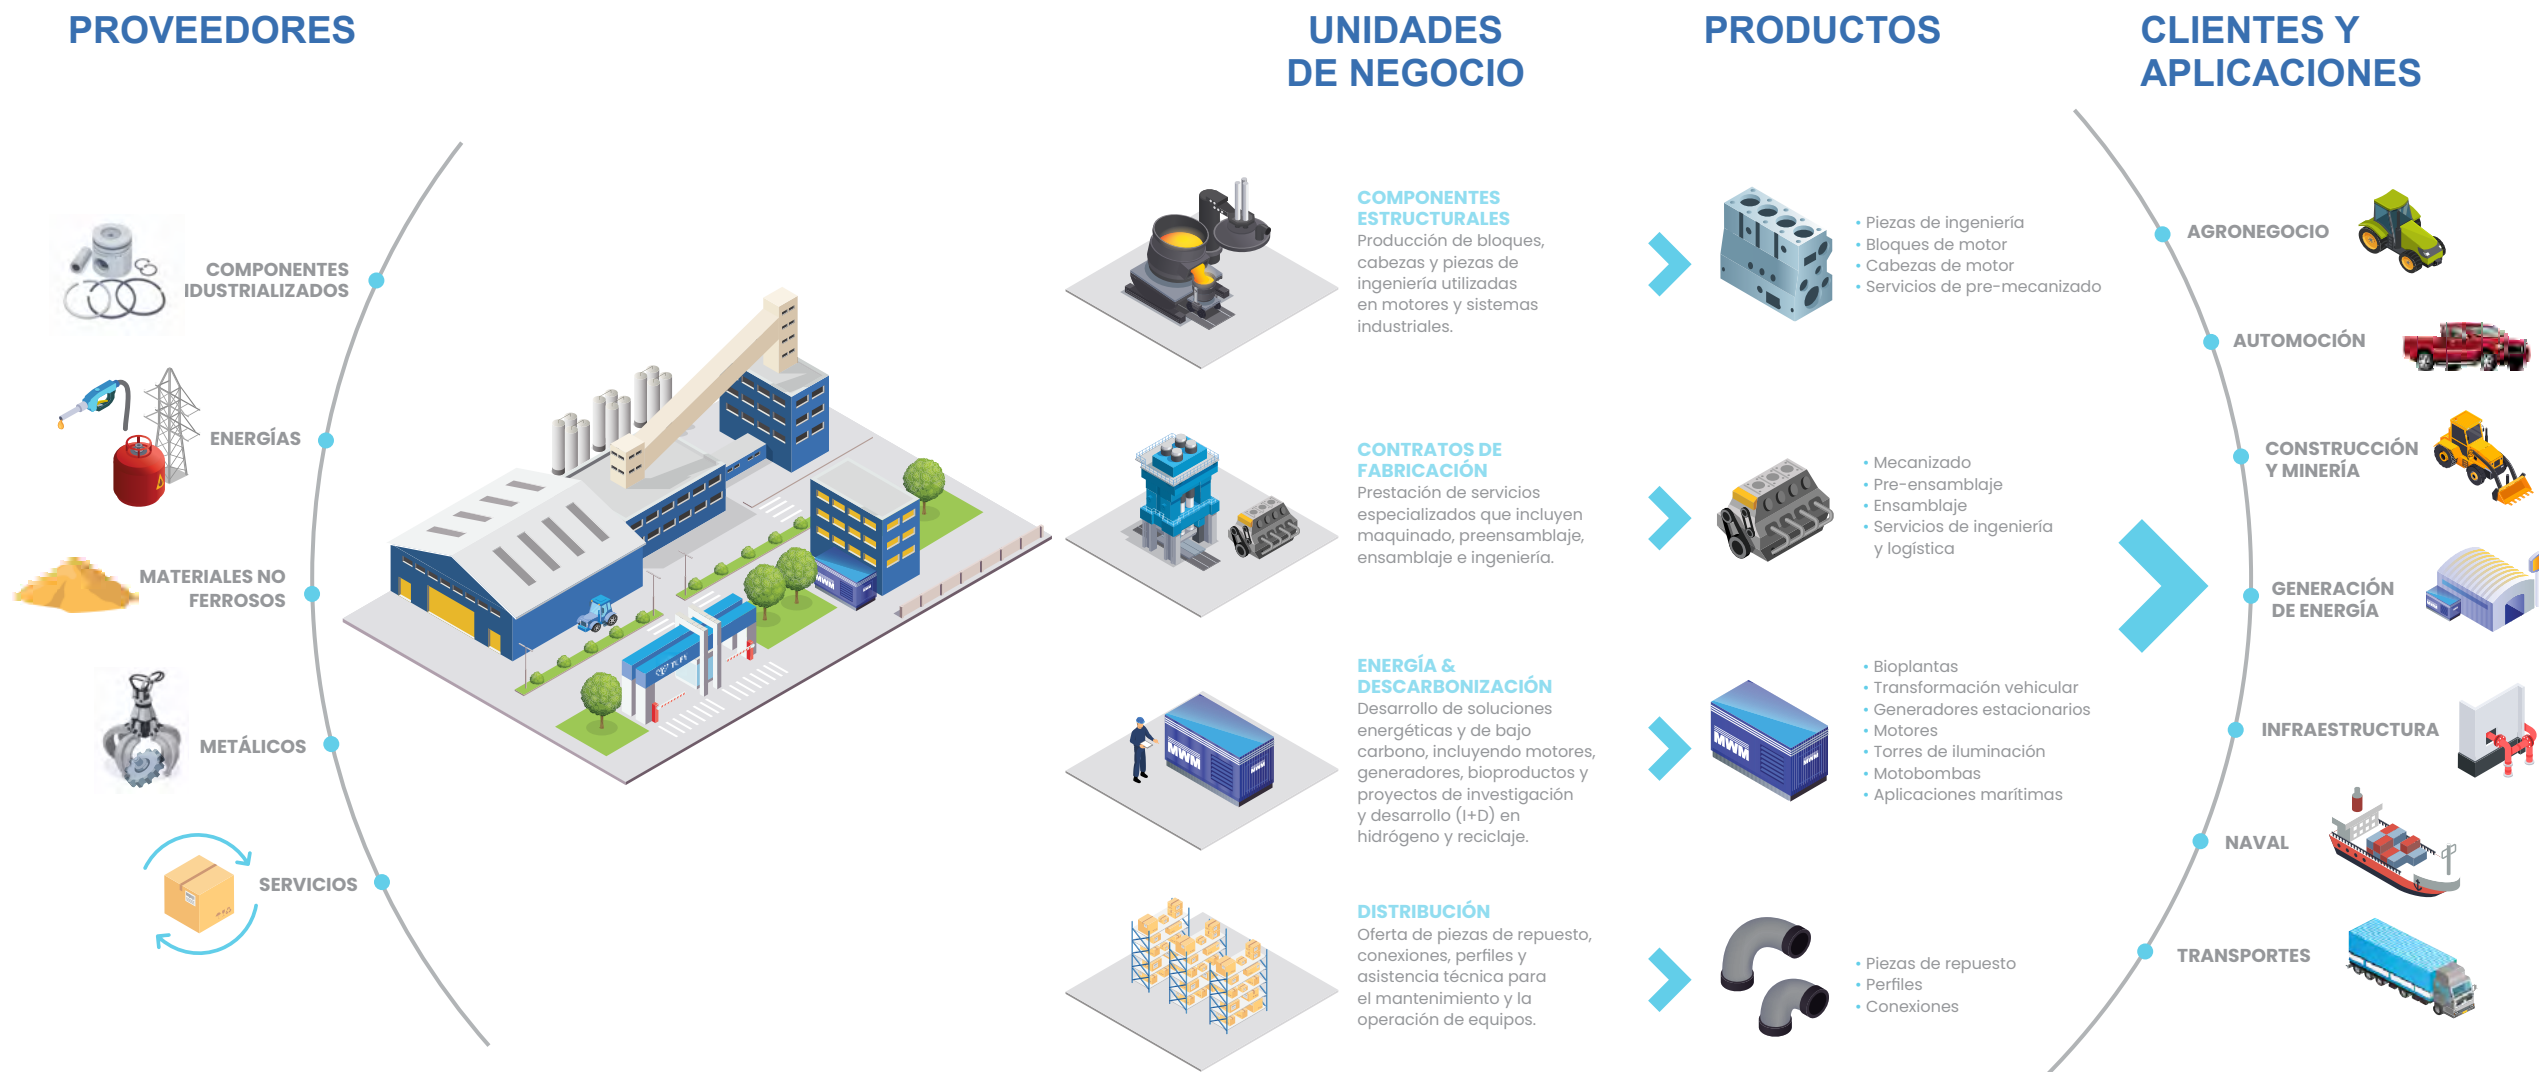 PROVEEDORES
COMPONENTES
IDUSTRIALIZADOS
ENERGÍAS
MATERIALES NO
FERROSOS
METÁLICOS
SERVICIOS
MWM
TUPY
UNIDADES
DE NEGOCIO
COMPONENTES
ESTRUCTURALES
Producción de bloques,
cabezas y piezas de
ingeniería utilizadas
en motores y sistemas
industriales.
CONTRATOS DE
FABRICACIÓN
Prestación de servicios
especializados que incluyen
maquinado, preensamblaje,
ensamblaje e ingeniería.
ENERGÍA &
DESCARBONIZACIÓN
Desarrollo de soluciones
energéticas y de bajo
carbono, incluyendo motores,
generadores, bioproductos y
proyectos de investigación
y desarrollo (I+D) en
hidrógeno y reciclaje.
MWM
MWM
DISTRIBUCIÓN
Oferta de piezas de repuesto,
conexiones, perfiles y
asistencia técnica para
el mantenimiento y la
operación de equipos.
PRODUCTOS
• Piezas de ingeniería
• Bloques de motor
• Cabezas de motor
• Servicios de pre-mecanizado
• Mecanizado
• Pre-ensamblaje
• Ensamblaje
• Servicios de ingeniería
y logística
MWM
MWM
• Bioplantas
• Transformación vehicular
• Generadores estacionarios
• Motores
• Torres de iluminación
• Motobombas
• Aplicaciones marítimas
• Piezas de repuesto
• Perfiles
• Conexiones
CLIENTES Y
APLICACIONES
AGRONEGOCIO
AUTOMOCIÓN
CONSTRUCCIÓN
Y MINERÍA
GENERACIÓN
DE ENERGÍA
INFRAESTRUCTURA
NAVAL
TRANSPORTES